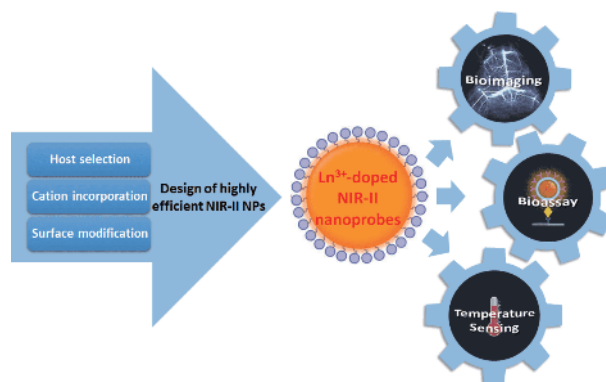 Host selection
Cation incorporation
Surface modification
Design of highly
efficient NIR-II NPs
Ln³⁺-doped
NIR-II
nanoprobes
Bioimaging
Bioassay
Temperature
Sensing